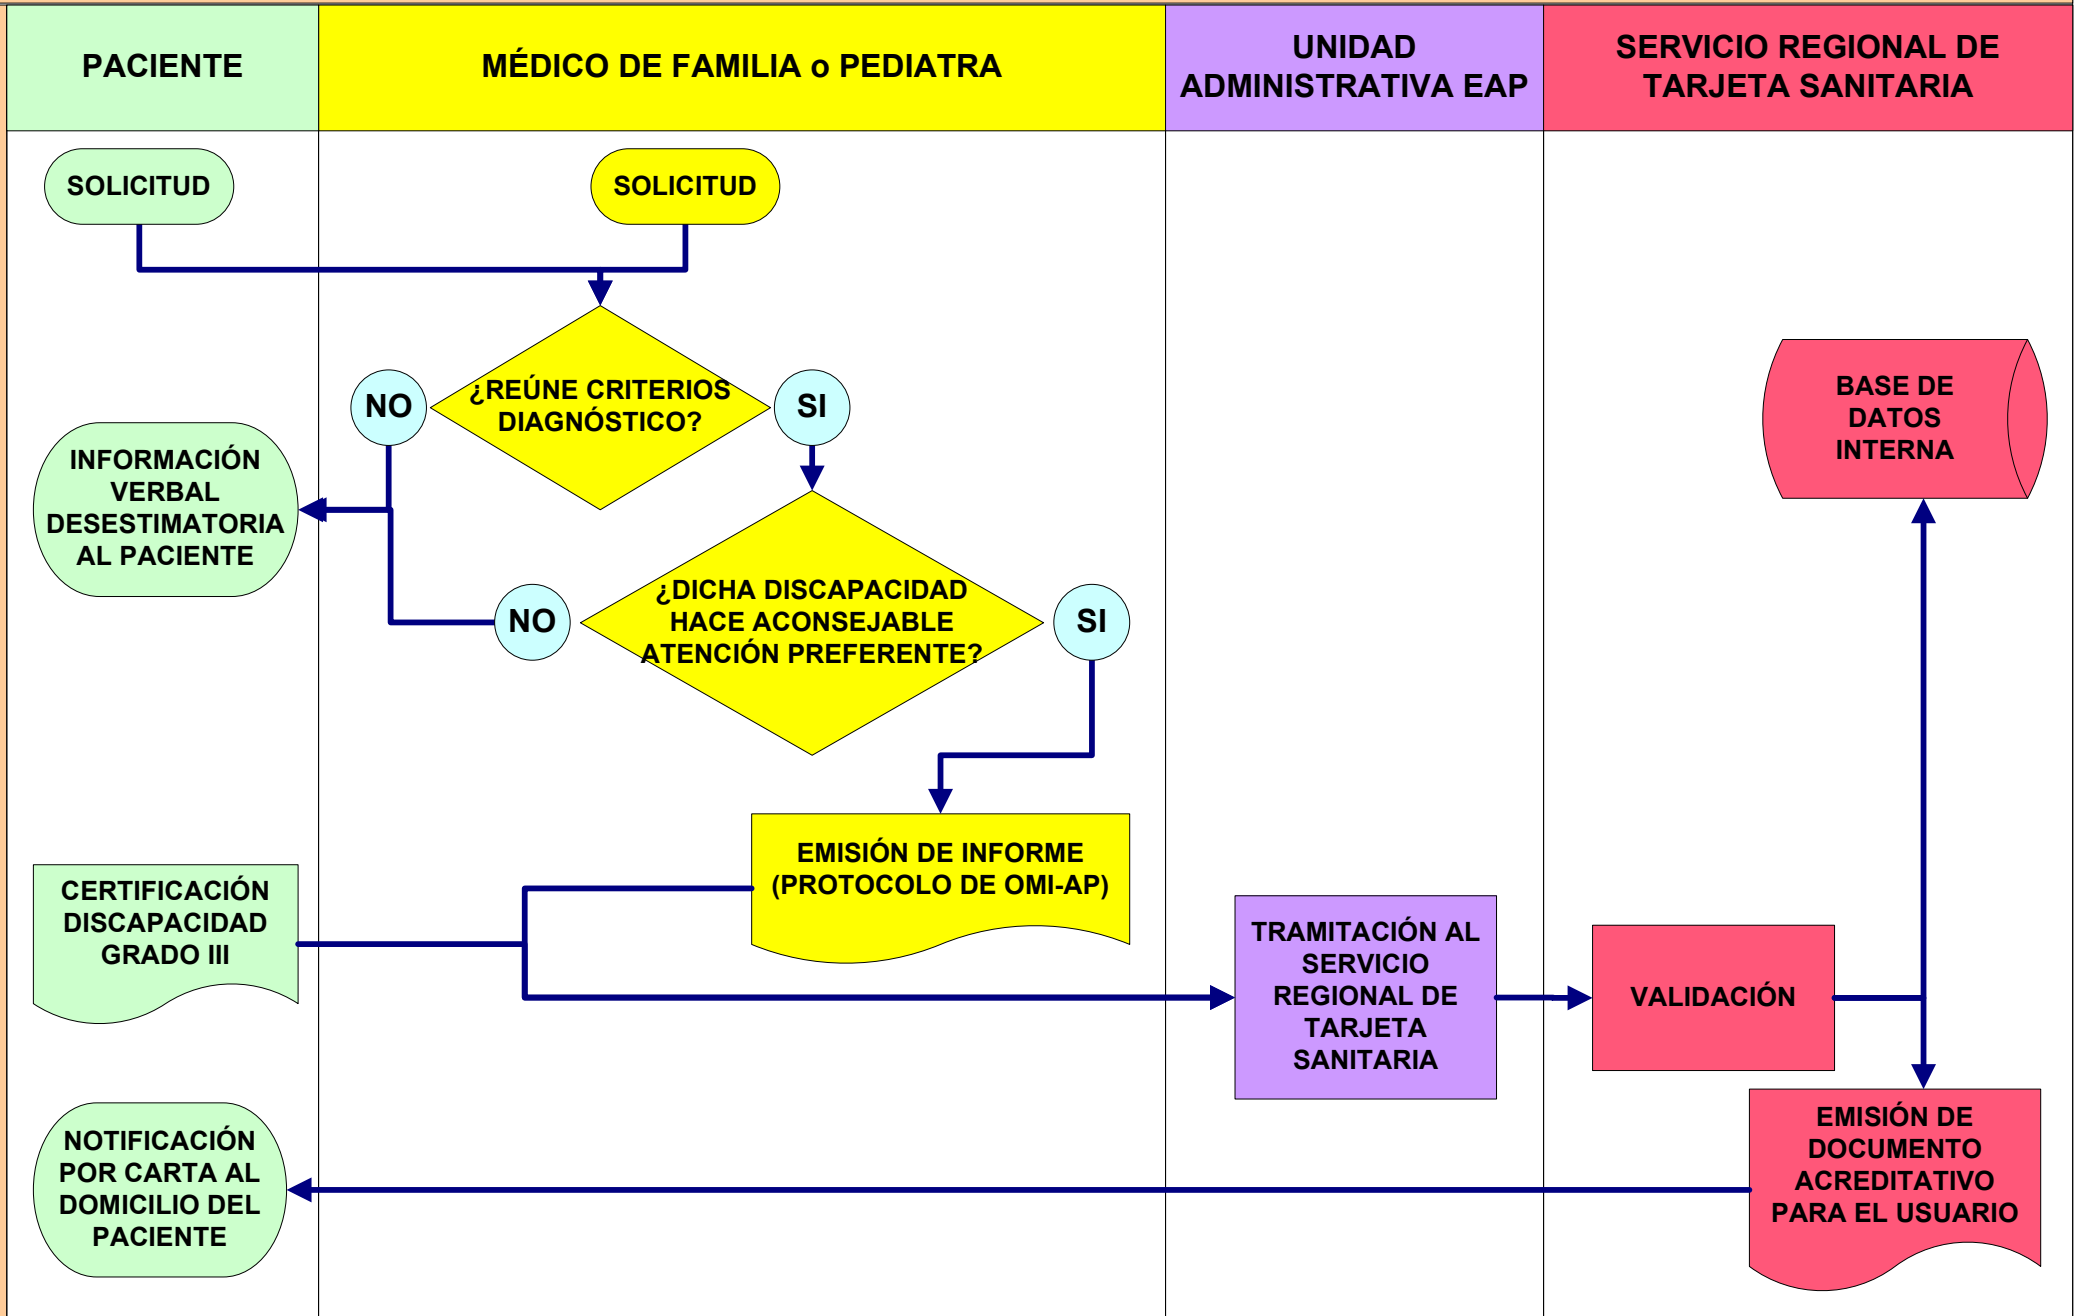 PACIENTE
MÉDICO DE FAMILIA o PEDIATRA
UNIDAD
ADMINISTRATIVA EAP
SERVICIO REGIONAL DE
TARJETA SANITARIA
SOLICITUD
SOLICITUD
¿REÚNE CRITERIOS
DIAGNÓSTICO?
NO
SI
INFORMACIÓN
VERBAL
DESESTIMATORIA
AL PACIENTE
¿DICHA DISCAPACIDAD
HACE ACONSEJABLE
ATENCIÓN PREFERENTE?
NO
SI
BASE DE
DATOS
INTERNA
EMISIÓN DE INFORME
(PROTOCOLO DE OMI-AP)
CERTIFICACIÓN
DISCAPACIDAD
GRADO III
TRAMITACIÓN AL
SERVICIO
REGIONAL DE
TARJETA
SANITARIA
VALIDACIÓN
EMISIÓN DE
DOCUMENTO
ACREDITATIVO
PARA EL USUARIO
NOTIFICACIÓN
POR CARTA AL
DOMICILIO DEL
PACIENTE